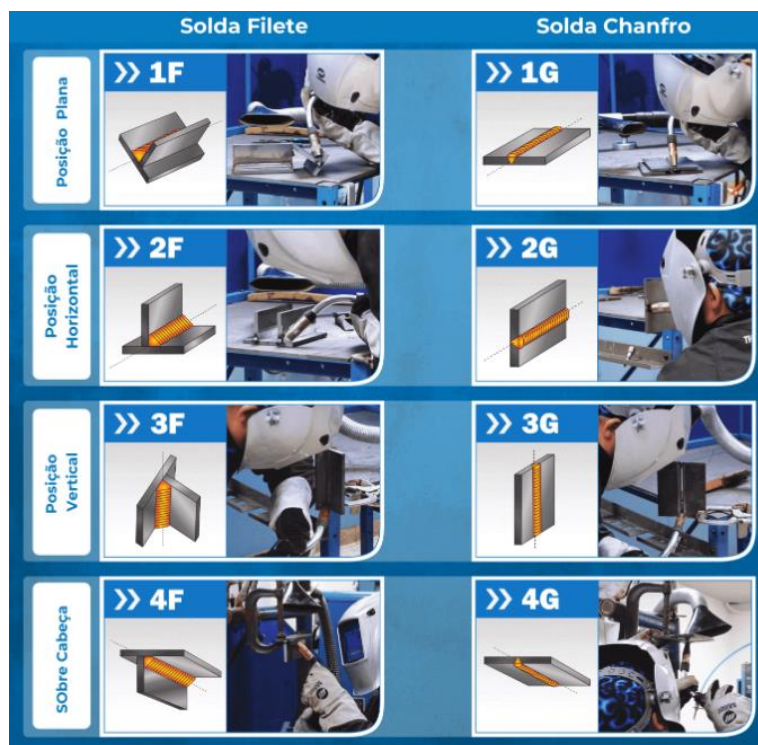 Solda Filete
Solda Chanfro
Posição Plana
>> 1F
>> 1G
Posição
Horizontal
>> 2F
>> 2G
Posição
Vertical
>> 3F
>> 3G
SObre Cabeça
>> 4F
>> 4G